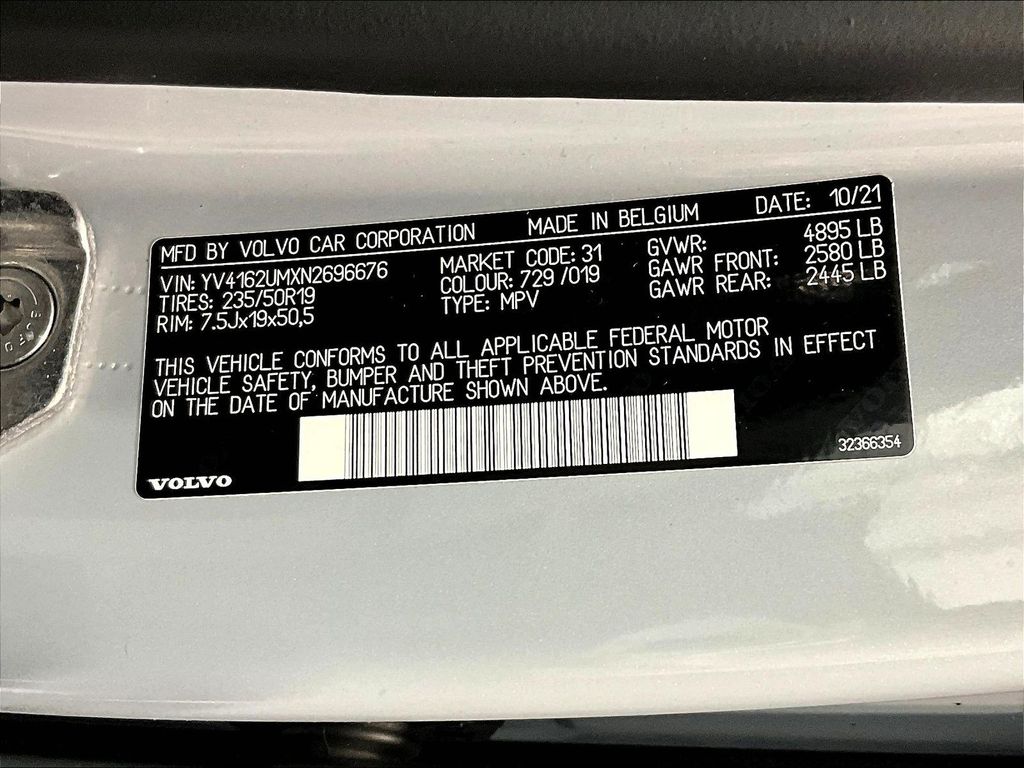 MFD BY VOLVO CAR CORPORATION MADE IN BELGIUM DATE: 10/21
VIN: YV4162UMXN2696676 MARKET CODE: 31 GVWR: 4895 LB
TIRES: 235/50R19 COLOUR: 729 /019 GAWR FRONT: 2580 LB
RIM: 7.5Jx19x50,5 TYPE: MPV GAWR REAR: 2445 LB
THIS VEHICLE CONFORMS TO ALL APPLICABLE FEDERAL MOTOR
VEHICLE SAFETY, BUMPER AND THEFT PREVENTION STANDARDS IN EFFECT
ON THE DATE OF MANUFACTURE SHOWN ABOVE.
32366354
VOLVO